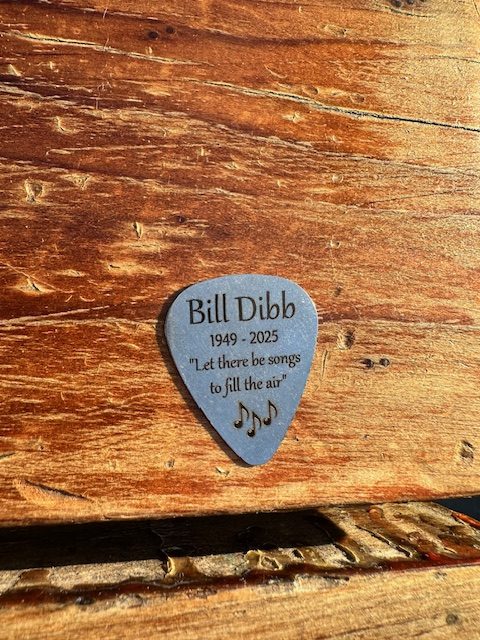 Bill Dibb
1949 - 2025
"Let there be songs
to fill the air"